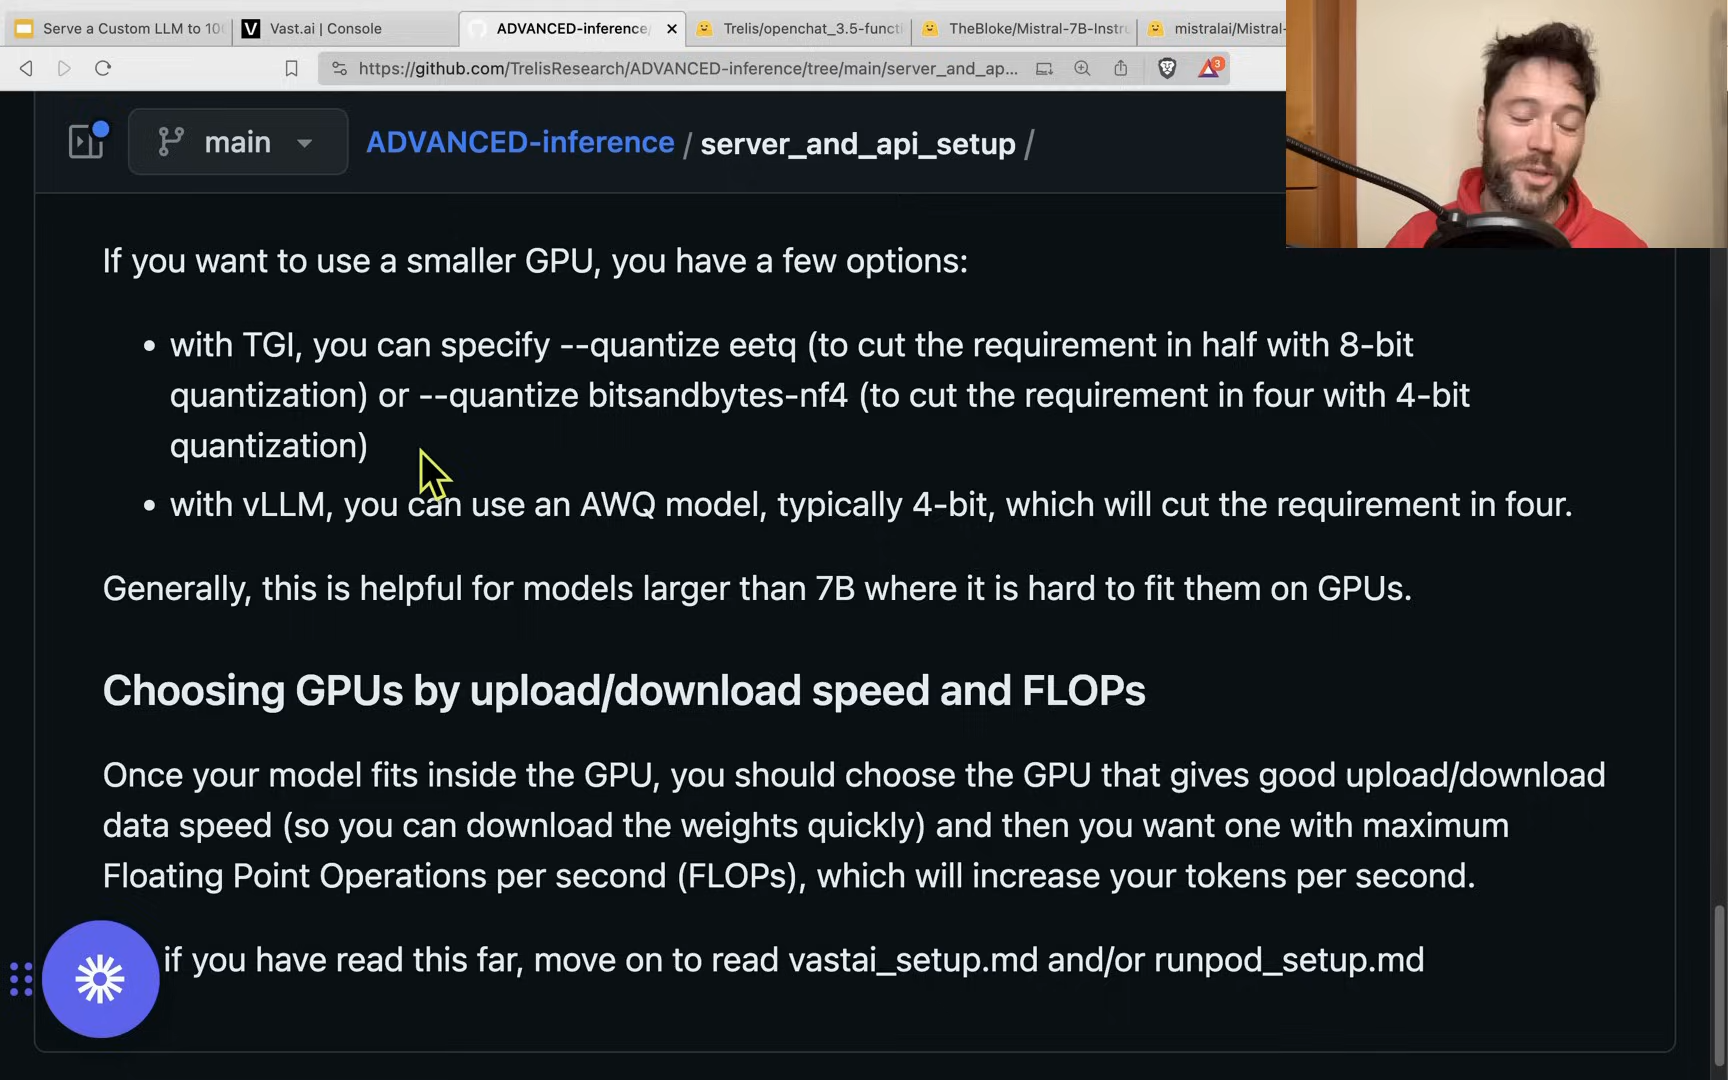 Serve a Custom LLM to 10
Vast.ai | Console
ADVANCED-inference/
Trelis/openchat_3.5-functi
TheBloke/Mistral-7B-Instru
mistralai/Mistral-
https://github.com/TrelisResearch/ADVANCED-inference/tree/main/server_and_ap...
3
main
ADVANCED-inference / server_and_api_setup /
If you want to use a smaller GPU, you have a few options:
• with TGI, you can specify --quantize eetq (to cut the requirement in half with 8-bit
quantization) or --quantize bitsandbytes-nf4 (to cut the requirement in four with 4-bit
quantization)
• with vLLM, you can use an AWQ model, typically 4-bit, which will cut the requirement in four.
Generally, this is helpful for models larger than 7B where it is hard to fit them on GPUs.
Choosing GPUs by upload/download speed and FLOPs
Once your model fits inside the GPU, you should choose the GPU that gives good upload/download
data speed (so you can download the weights quickly) and then you want one with maximum
Floating Point Operations per second (FLOPs), which will increase your tokens per second.
if you have read this far, move on to read vastai_setup.md and/or runpod_setup.md